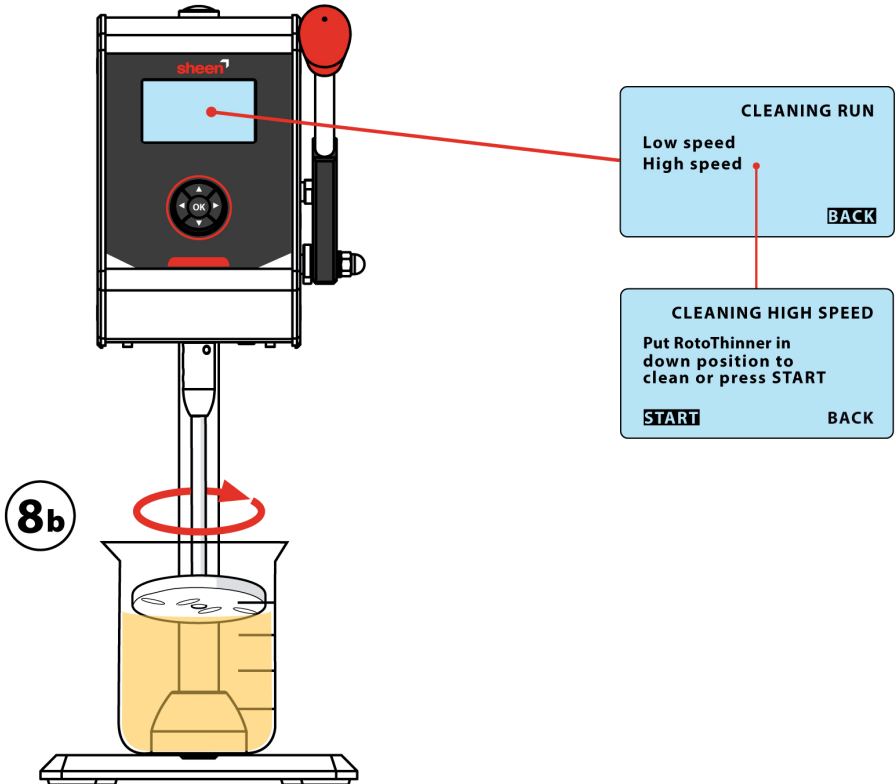 sheen
OK
CLEANING RUN
Low speed
High speed
BACK
CLEANING HIGH SPEED
Put RotoThinner in
down position to
clean or press START
START BACK
8b